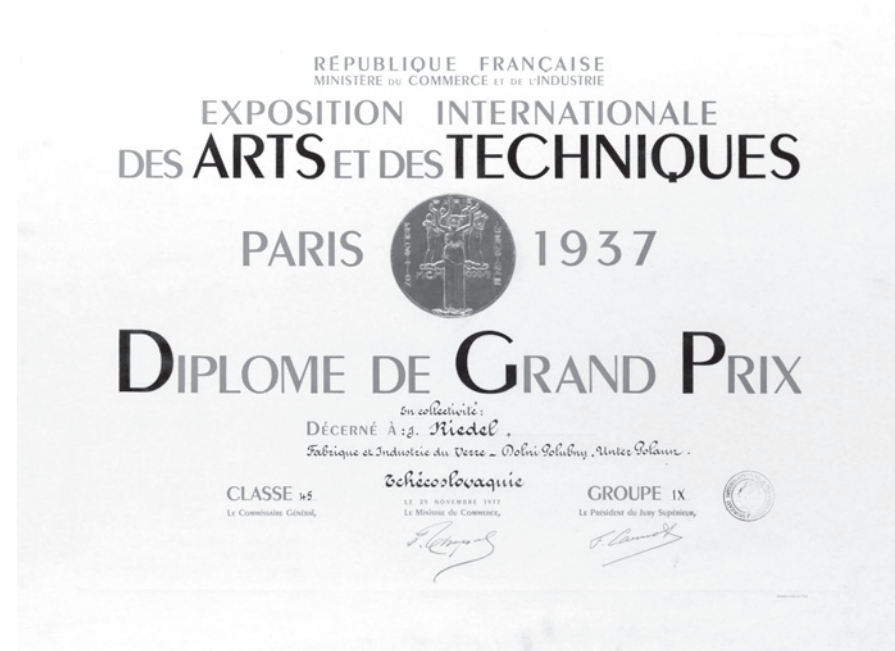 RÉPUBLIQUE FRANÇAISE
MINISTÈRE DU COMMERCE ET DE L'INDUSTRIE
EXPOSITION INTERNATIONALE
DES ARTS ET DES TECHNIQUES
PARIS 1937
DIPLOME DE GRAND PRIX
En collectivité :
DÉCERNÉ À : J. Riedel,
Fabrique et Industrie du Verre – Dolni Polubny, Unter Polaun.
Tchécoslovaquie
CLASSE 45 LE 25 NOVEMBRE 1937 GROUPE IX
LE COMMISSAIRE GÉNÉRAL, LE MINISTRE DU COMMERCE, LE PRÉSIDENT DU JURY SUPÉRIEUR,